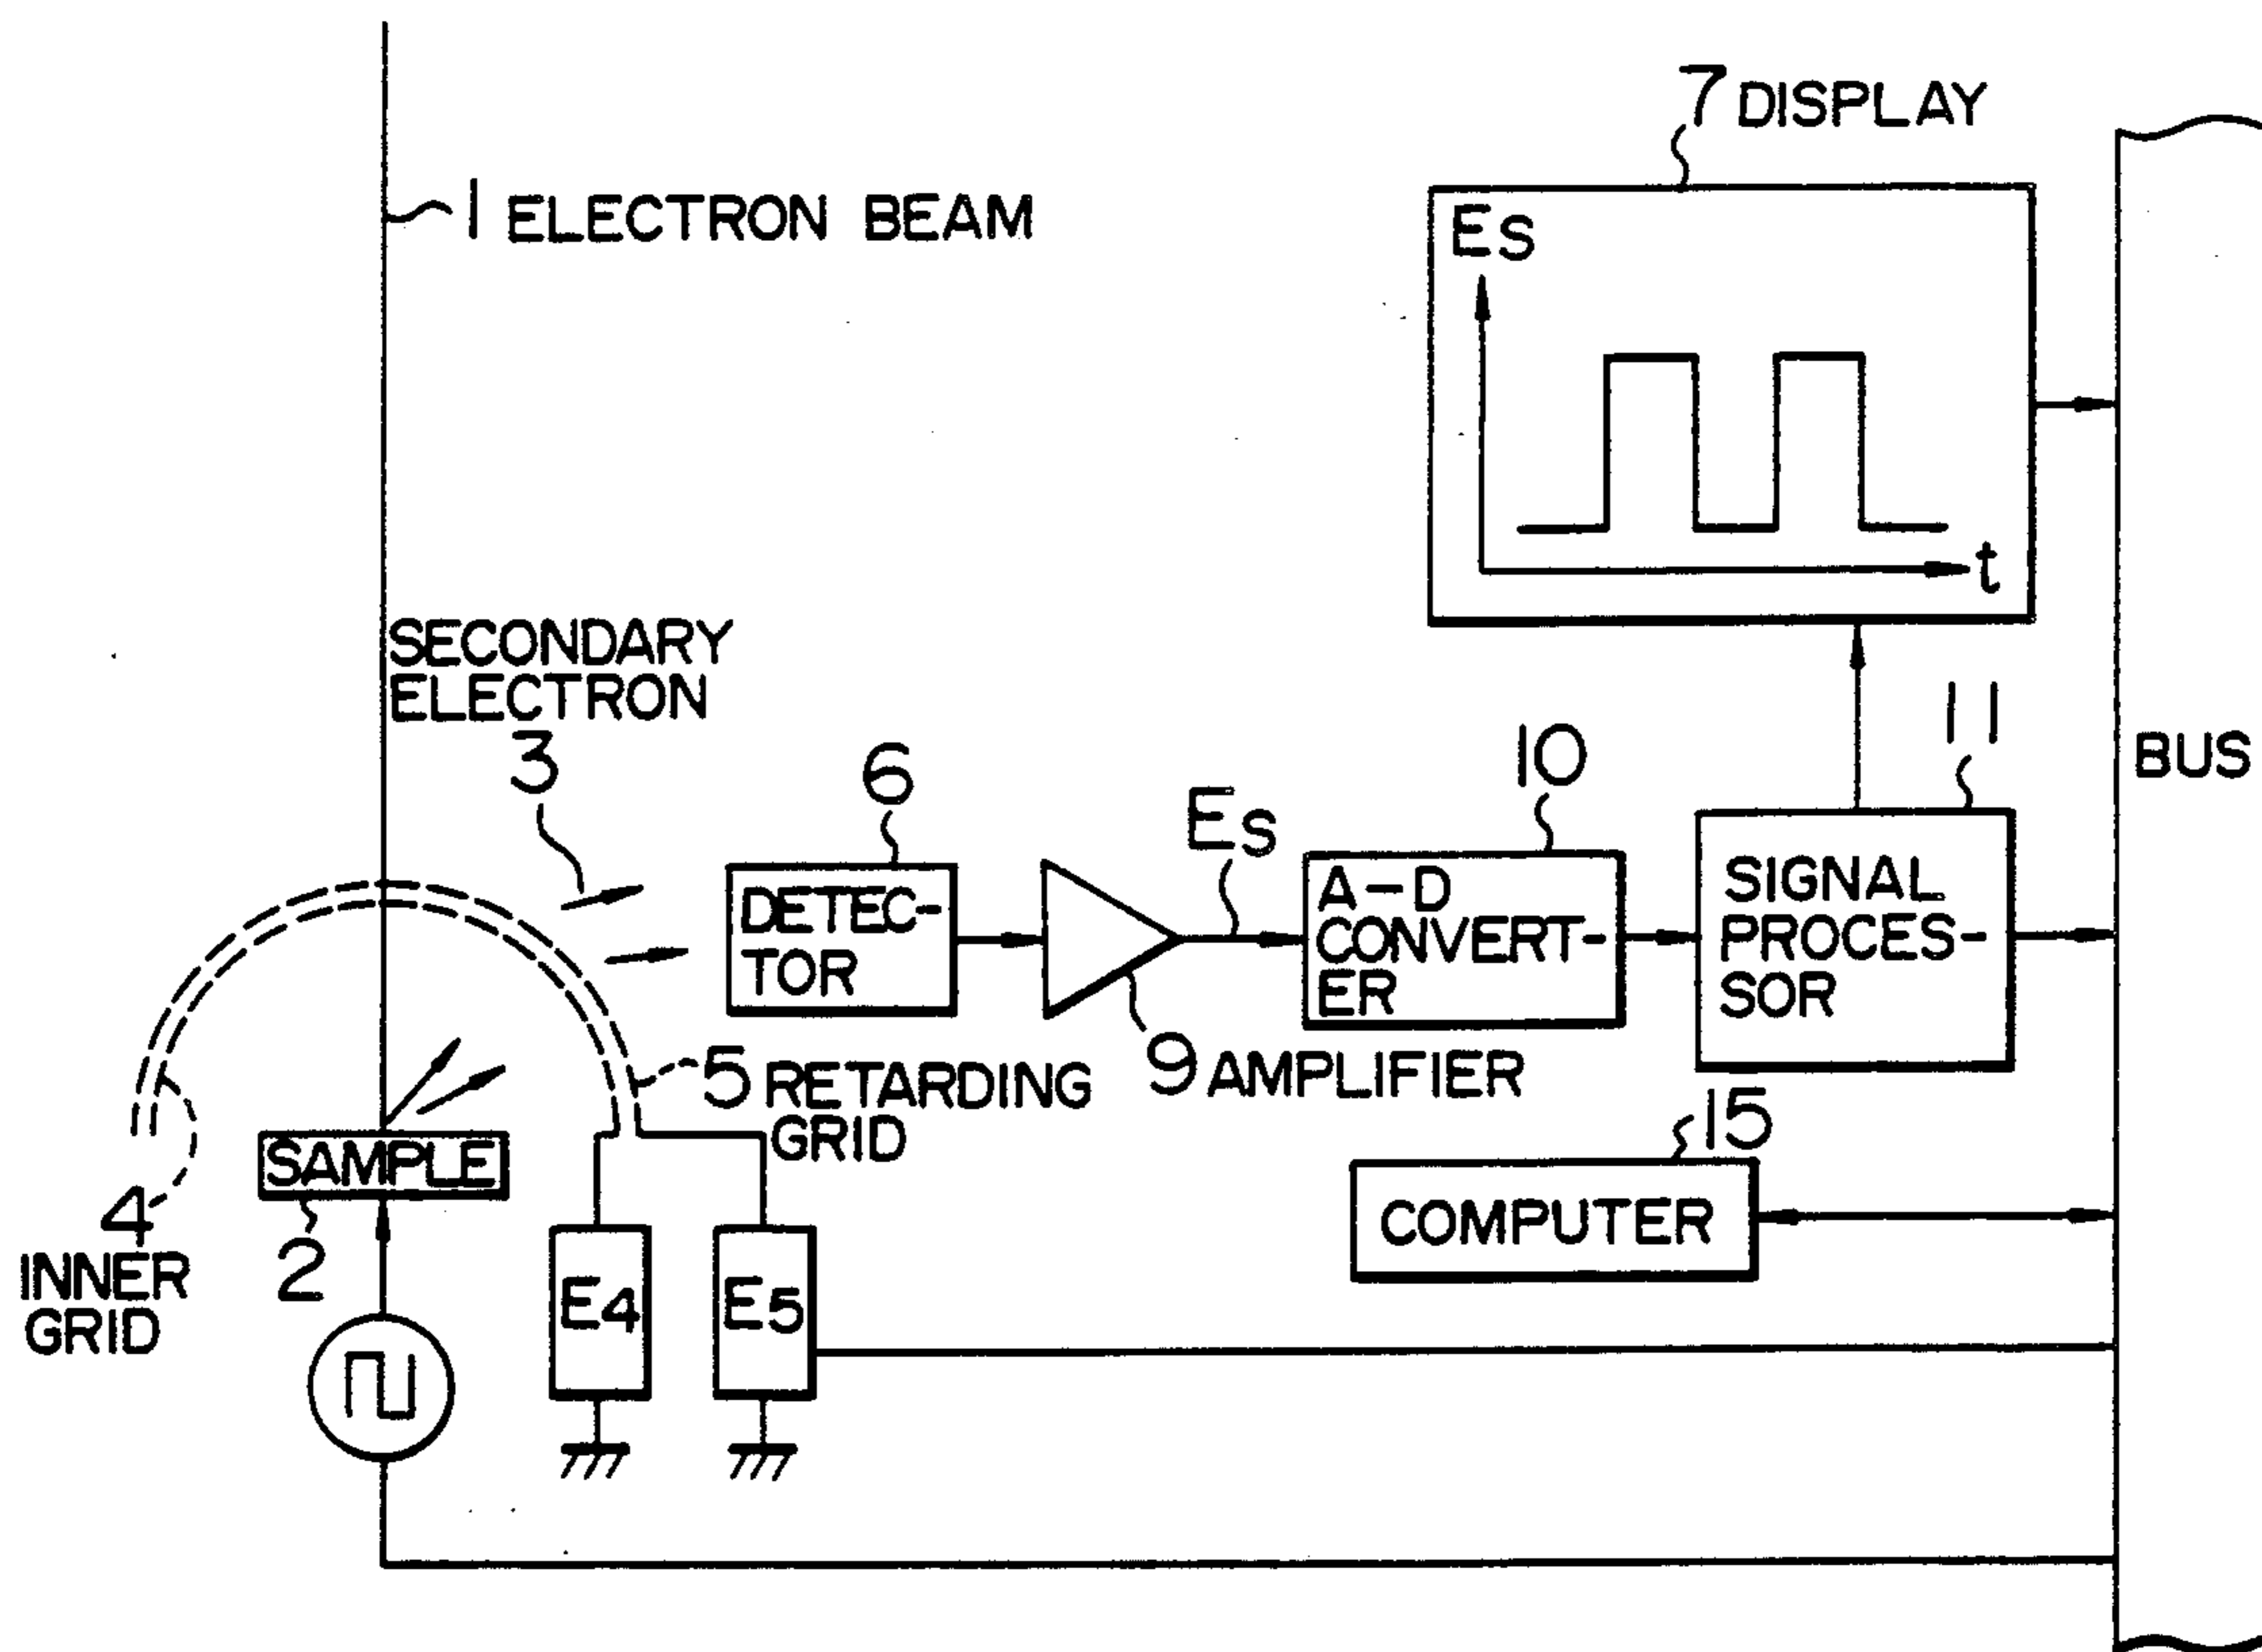 7 DISPLAY
1 ELECTRON BEAM
Es
t
SECONDARY
ELECTRON
3
6
10
11
BUS
Es
DETEC-
TOR
A-D
CONVERT-
ER
SIGNAL
PROCES-
SOR
9 AMPLIFIER
5 RETARDING
GRID
15
SAMPLE
COMPUTER
4
INNER
GRID
2
E4
E5